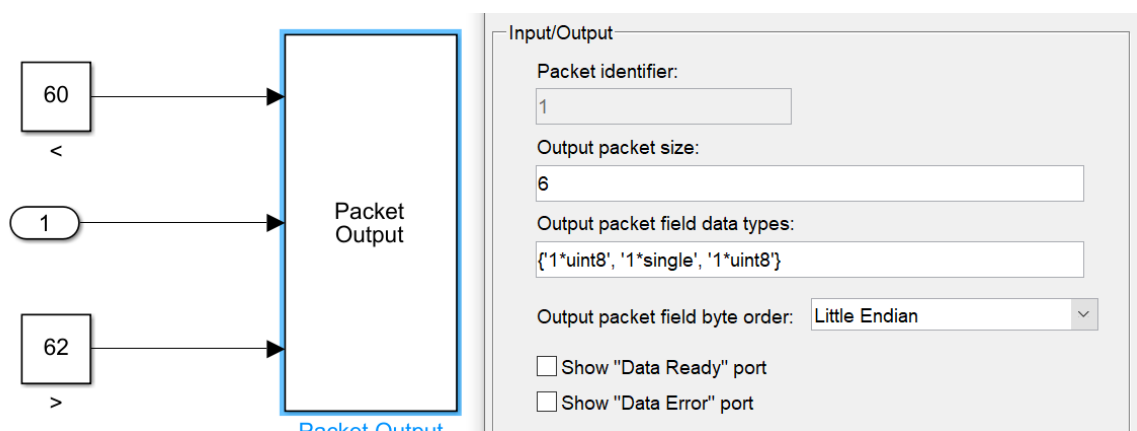 60
<
1
62
>
Packet
Output
Packet Output
Input/Output
Packet identifier:
1
Output packet size:
6
Output packet field data types:
{'1*uint8', '1*single', '1*uint8'}
Output packet field byte order: Little Endian
Show "Data Ready" port
Show "Data Error" port